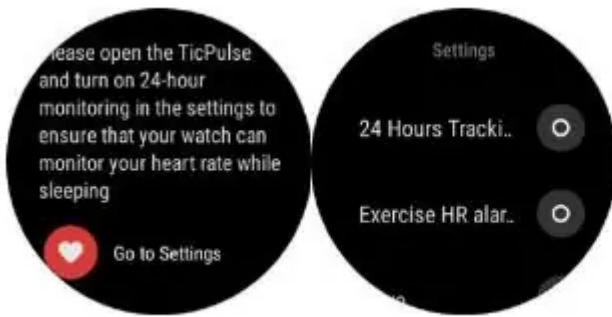 Please open the TicPulse
and turn on 24-hour
monitoring in the settings to
ensure that your watch can
monitor your heart rate while
sleeping
Go to Settings
Settings
24 Hours Tracki..
Exercise HR alar..